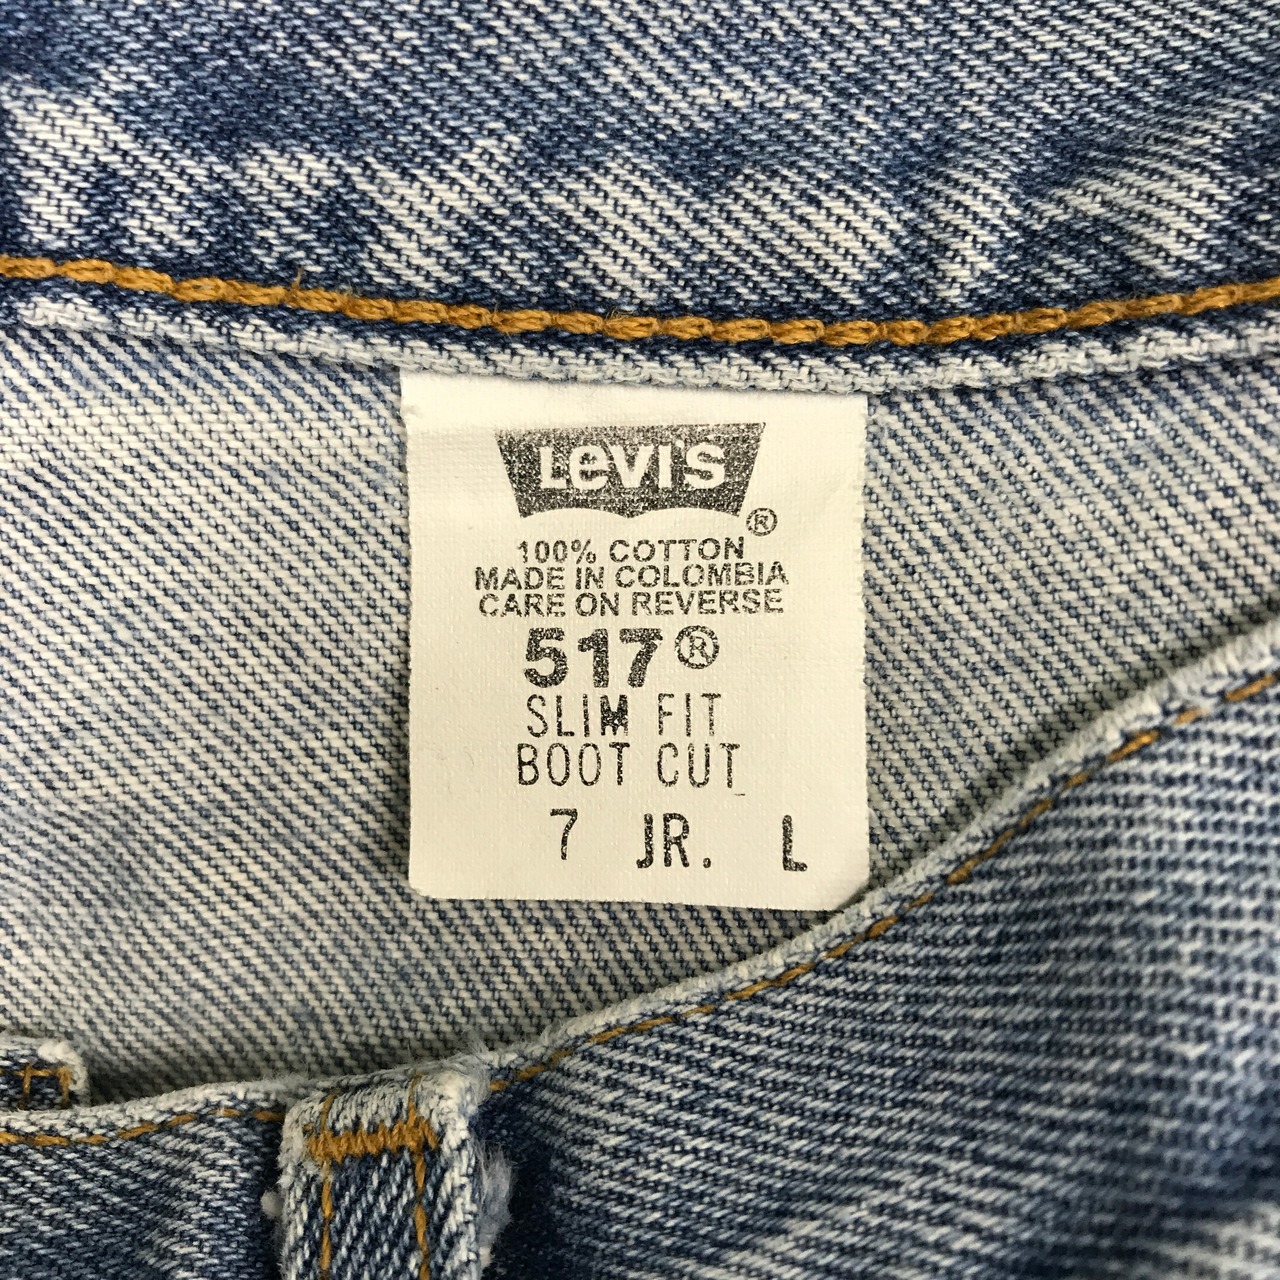 Levi's
®
100% COTTON
MADE IN COLOMBIA
CARE ON REVERSE
517®
SLIM FIT
BOOT CUT
7 JR. L